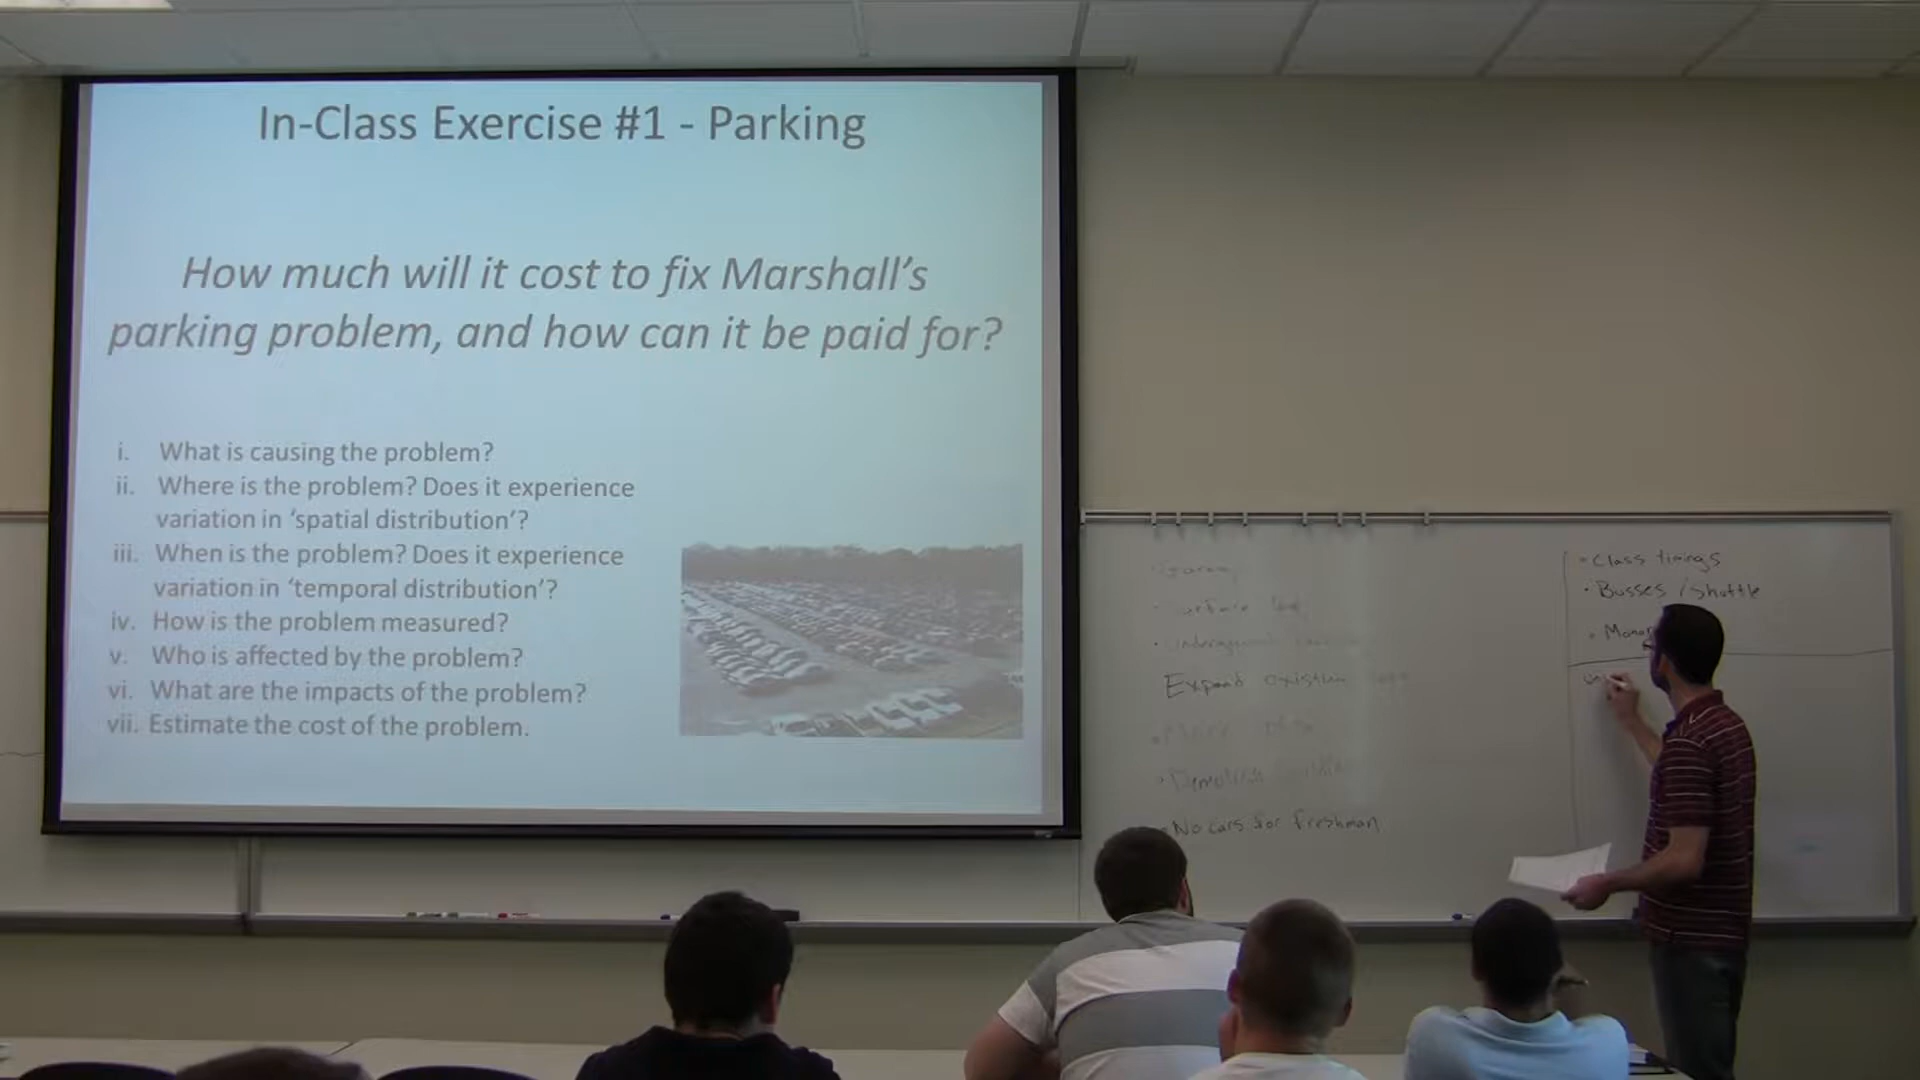 In-Class Exercise #1 - Parking
How much will it cost to fix Marshall's
parking problem, and how can it be paid for?
i. What is causing the problem?
ii. Where is the problem? Does it experience
variation in 'spatial distribution'?
iii. When is the problem? Does it experience
variation in 'temporal distribution'?
iv. How is the problem measured?
v. Who is affected by the problem?
vi. What are the impacts of the problem?
vii. Estimate the cost of the problem.
Surface
• Underground
Expand existing
• Demolish
• No cars for freshman
• Class timings
• Busses / Shuttle